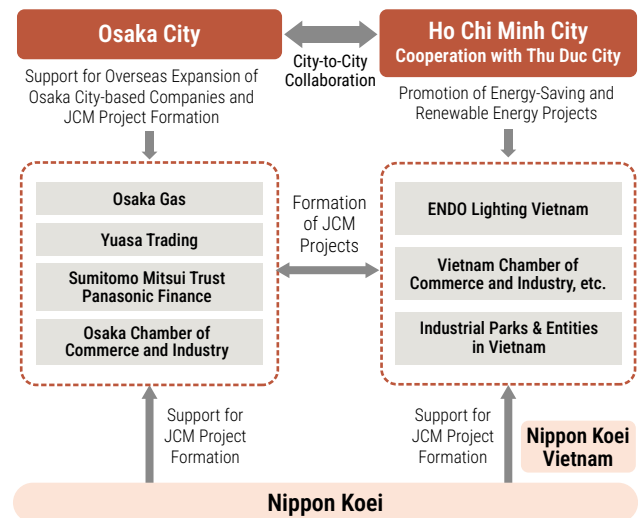 Osaka City
City-to-City
Collaboration
Ho Chi Minh City
Cooperation with Thu Duc City
Support for Overseas Expansion of
Osaka City-based Companies and
JCM Project Formation
Promotion of Energy-Saving and
Renewable Energy Projects
Osaka Gas
Yuasa Trading
Sumitomo Mitsui Trust
Panasonic Finance
Osaka Chamber of
Commerce and Industry
Formation
of JCM
Projects
ENDO Lighting Vietnam
Vietnam Chamber of
Commerce and Industry, etc.
Industrial Parks & Entities
in Vietnam
Support for
JCM Project
Formation
Support for
JCM Project
Formation
Nippon Koei
Vietnam
Nippon Koei